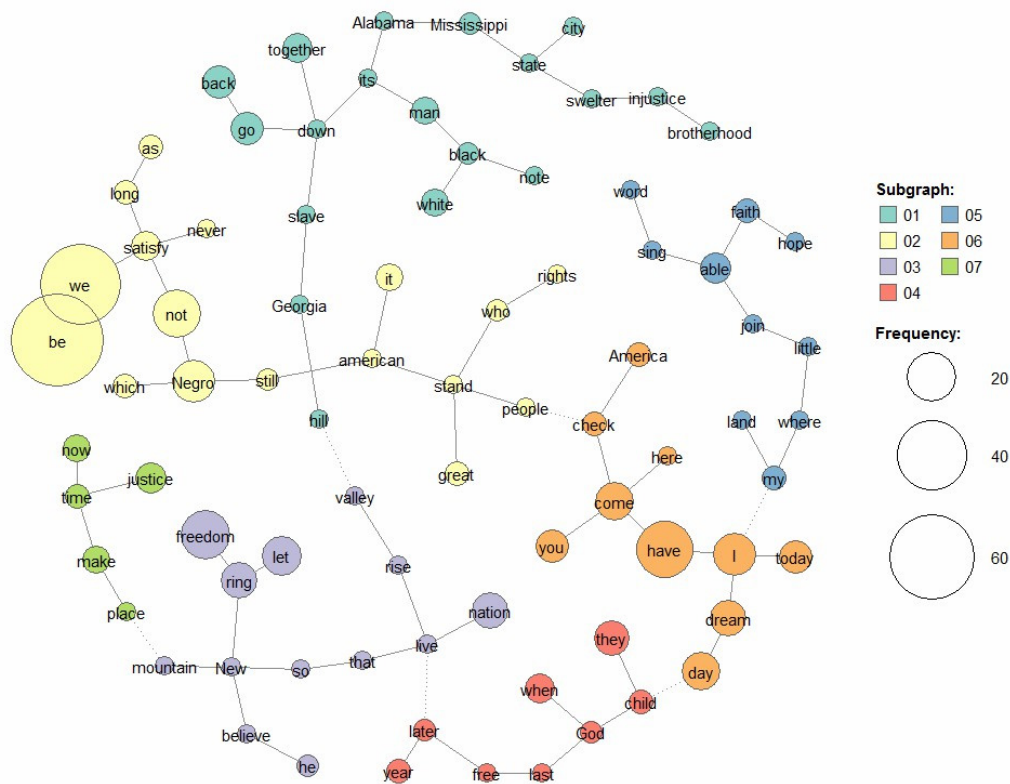 Alabama
Mississippi
city
together
state
its
back
swelter
injustice
man
go
down
brotherhood
as
black
note
long
word
white
slave
faith
never
hope
satisfy
sing
able
it
rights
we
Georgia
who
not
join
be
America
little
american
which
Negro
still
stand
people
check
land
where
hill
now
here
justice
great
my
time
valley
come
freedom
you
have
I
today
let
make
ring
rise
place
nation
dream
they
live
mountain
New
so
that
day
when
child
believe
later
God
he
year
free
last
Subgraph:
01 05
02 06
03 07
04
Frequency:
20
40
60